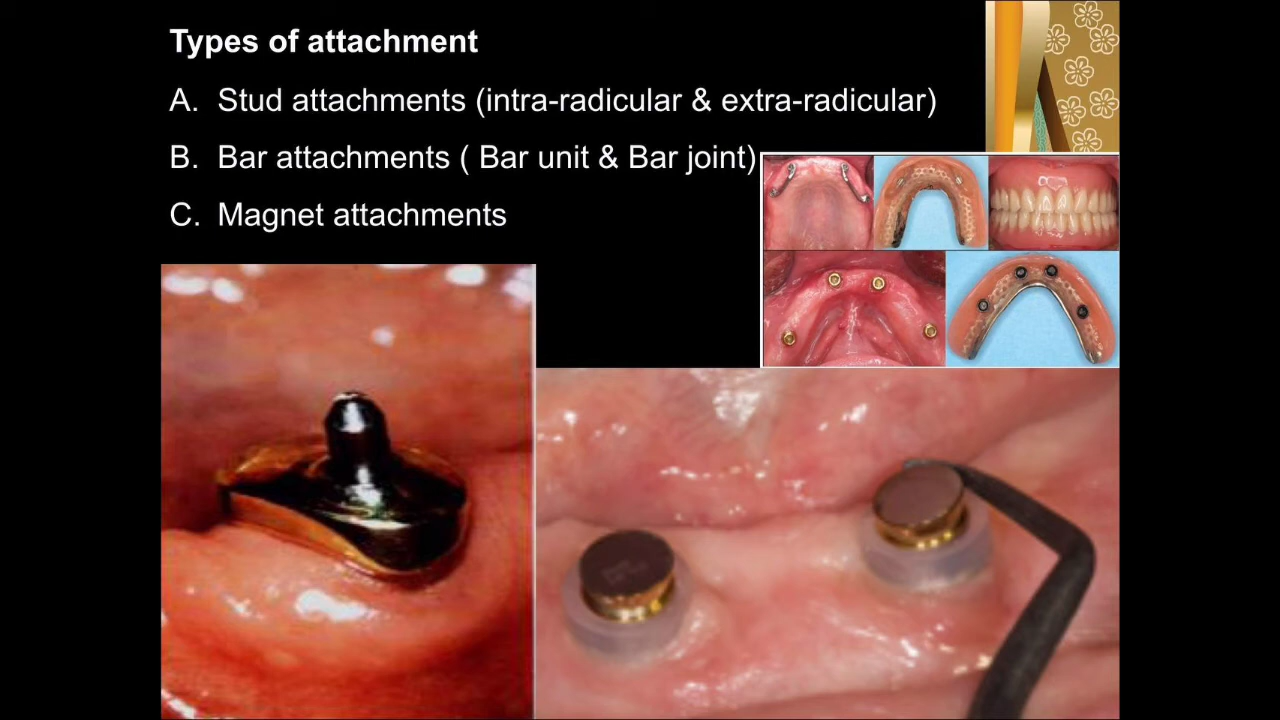 Types of attachment
A. Stud attachments (intra-radicular & extra-radicular)
B. Bar attachments ( Bar unit & Bar joint)
C. Magnet attachments